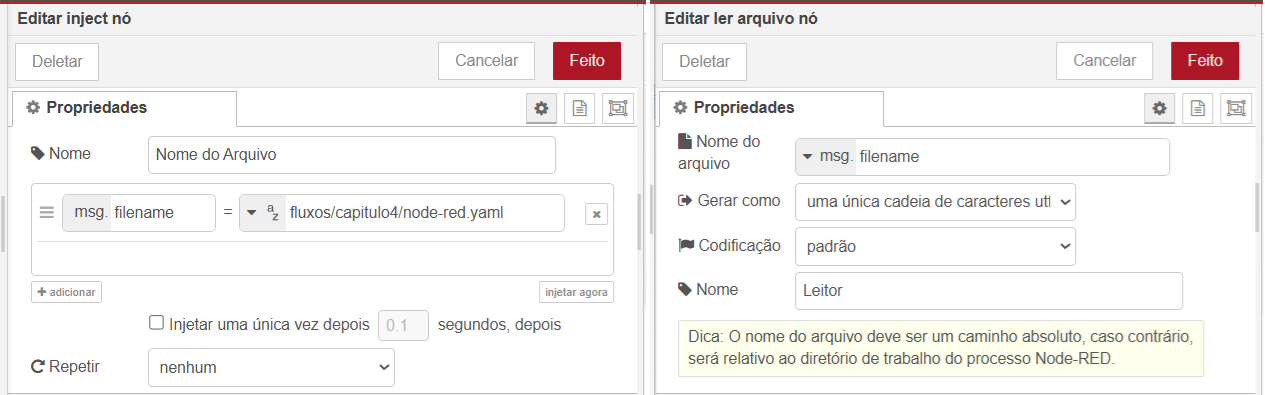 Editar inject nó
Deletar
Cancelar
Feito
Propriedades
Nome
Nome do Arquivo
msg. filename = az fluxos/capitulo4/node-red.yaml
adicionar
injetar agora
Injetar uma única vez depois 0.1 segundos, depois
Repetir
nenhum
Editar ler arquivo nó
Deletar
Cancelar
Feito
Propriedades
Nome do
arquivo
msg. filename
Gerar como
uma única cadeia de caracteres utf
Codificação
padrão
Nome
Leitor
Dica: O nome do arquivo deve ser um caminho absoluto, caso contrário,
será relativo ao diretório de trabalho do processo Node-RED.